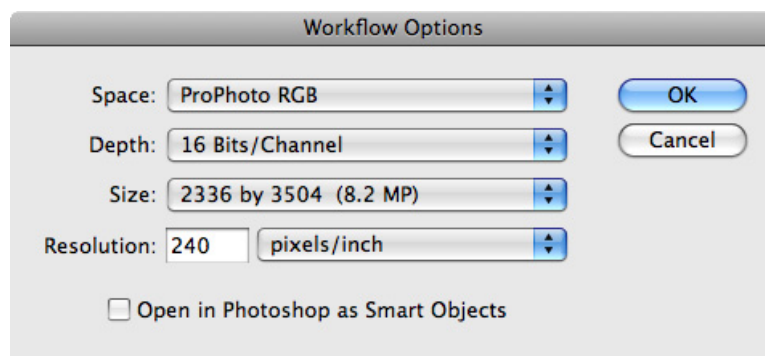 Workflow Options
Space: ProPhoto RGB
OK
Depth: 16 Bits/Channel
Cancel
Size: 2336 by 3504 (8.2 MP)
Resolution: 240 pixels/inch
Open in Photoshop as Smart Objects